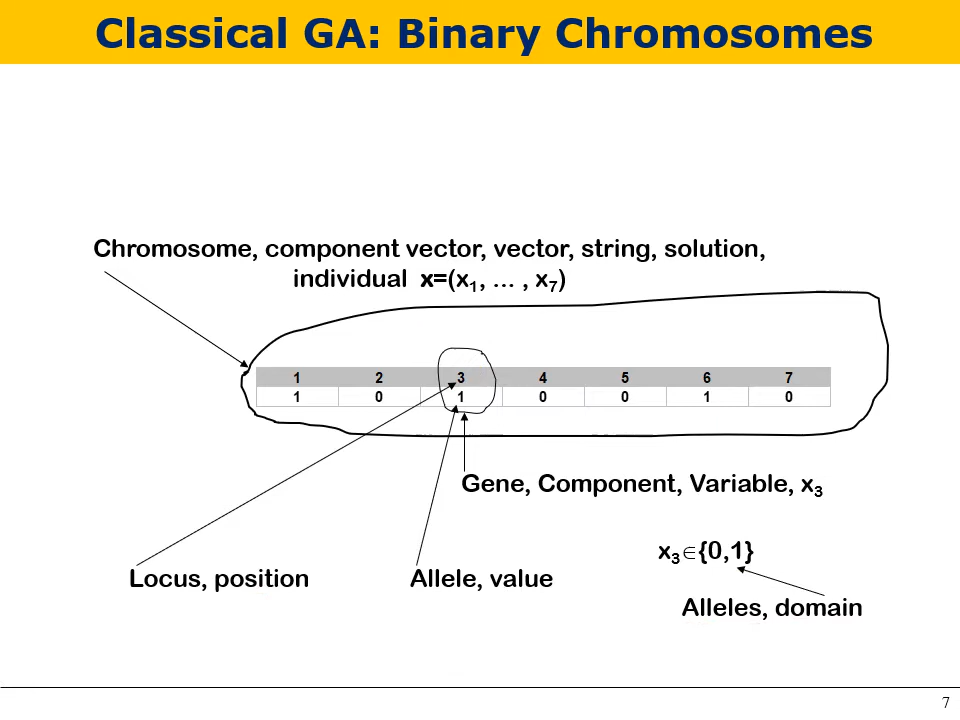 Classical GA: Binary Chromosomes
Chromosome, component vector, vector, string, solution,
individual x=(x₁, ... , x₇)
1 2 3 4 5 6 7
1 0 1 0 0 1 0
Gene, Component, Variable, x₃
x₃∈{0,1}
Locus, position
Allele, value
Alleles, domain
7